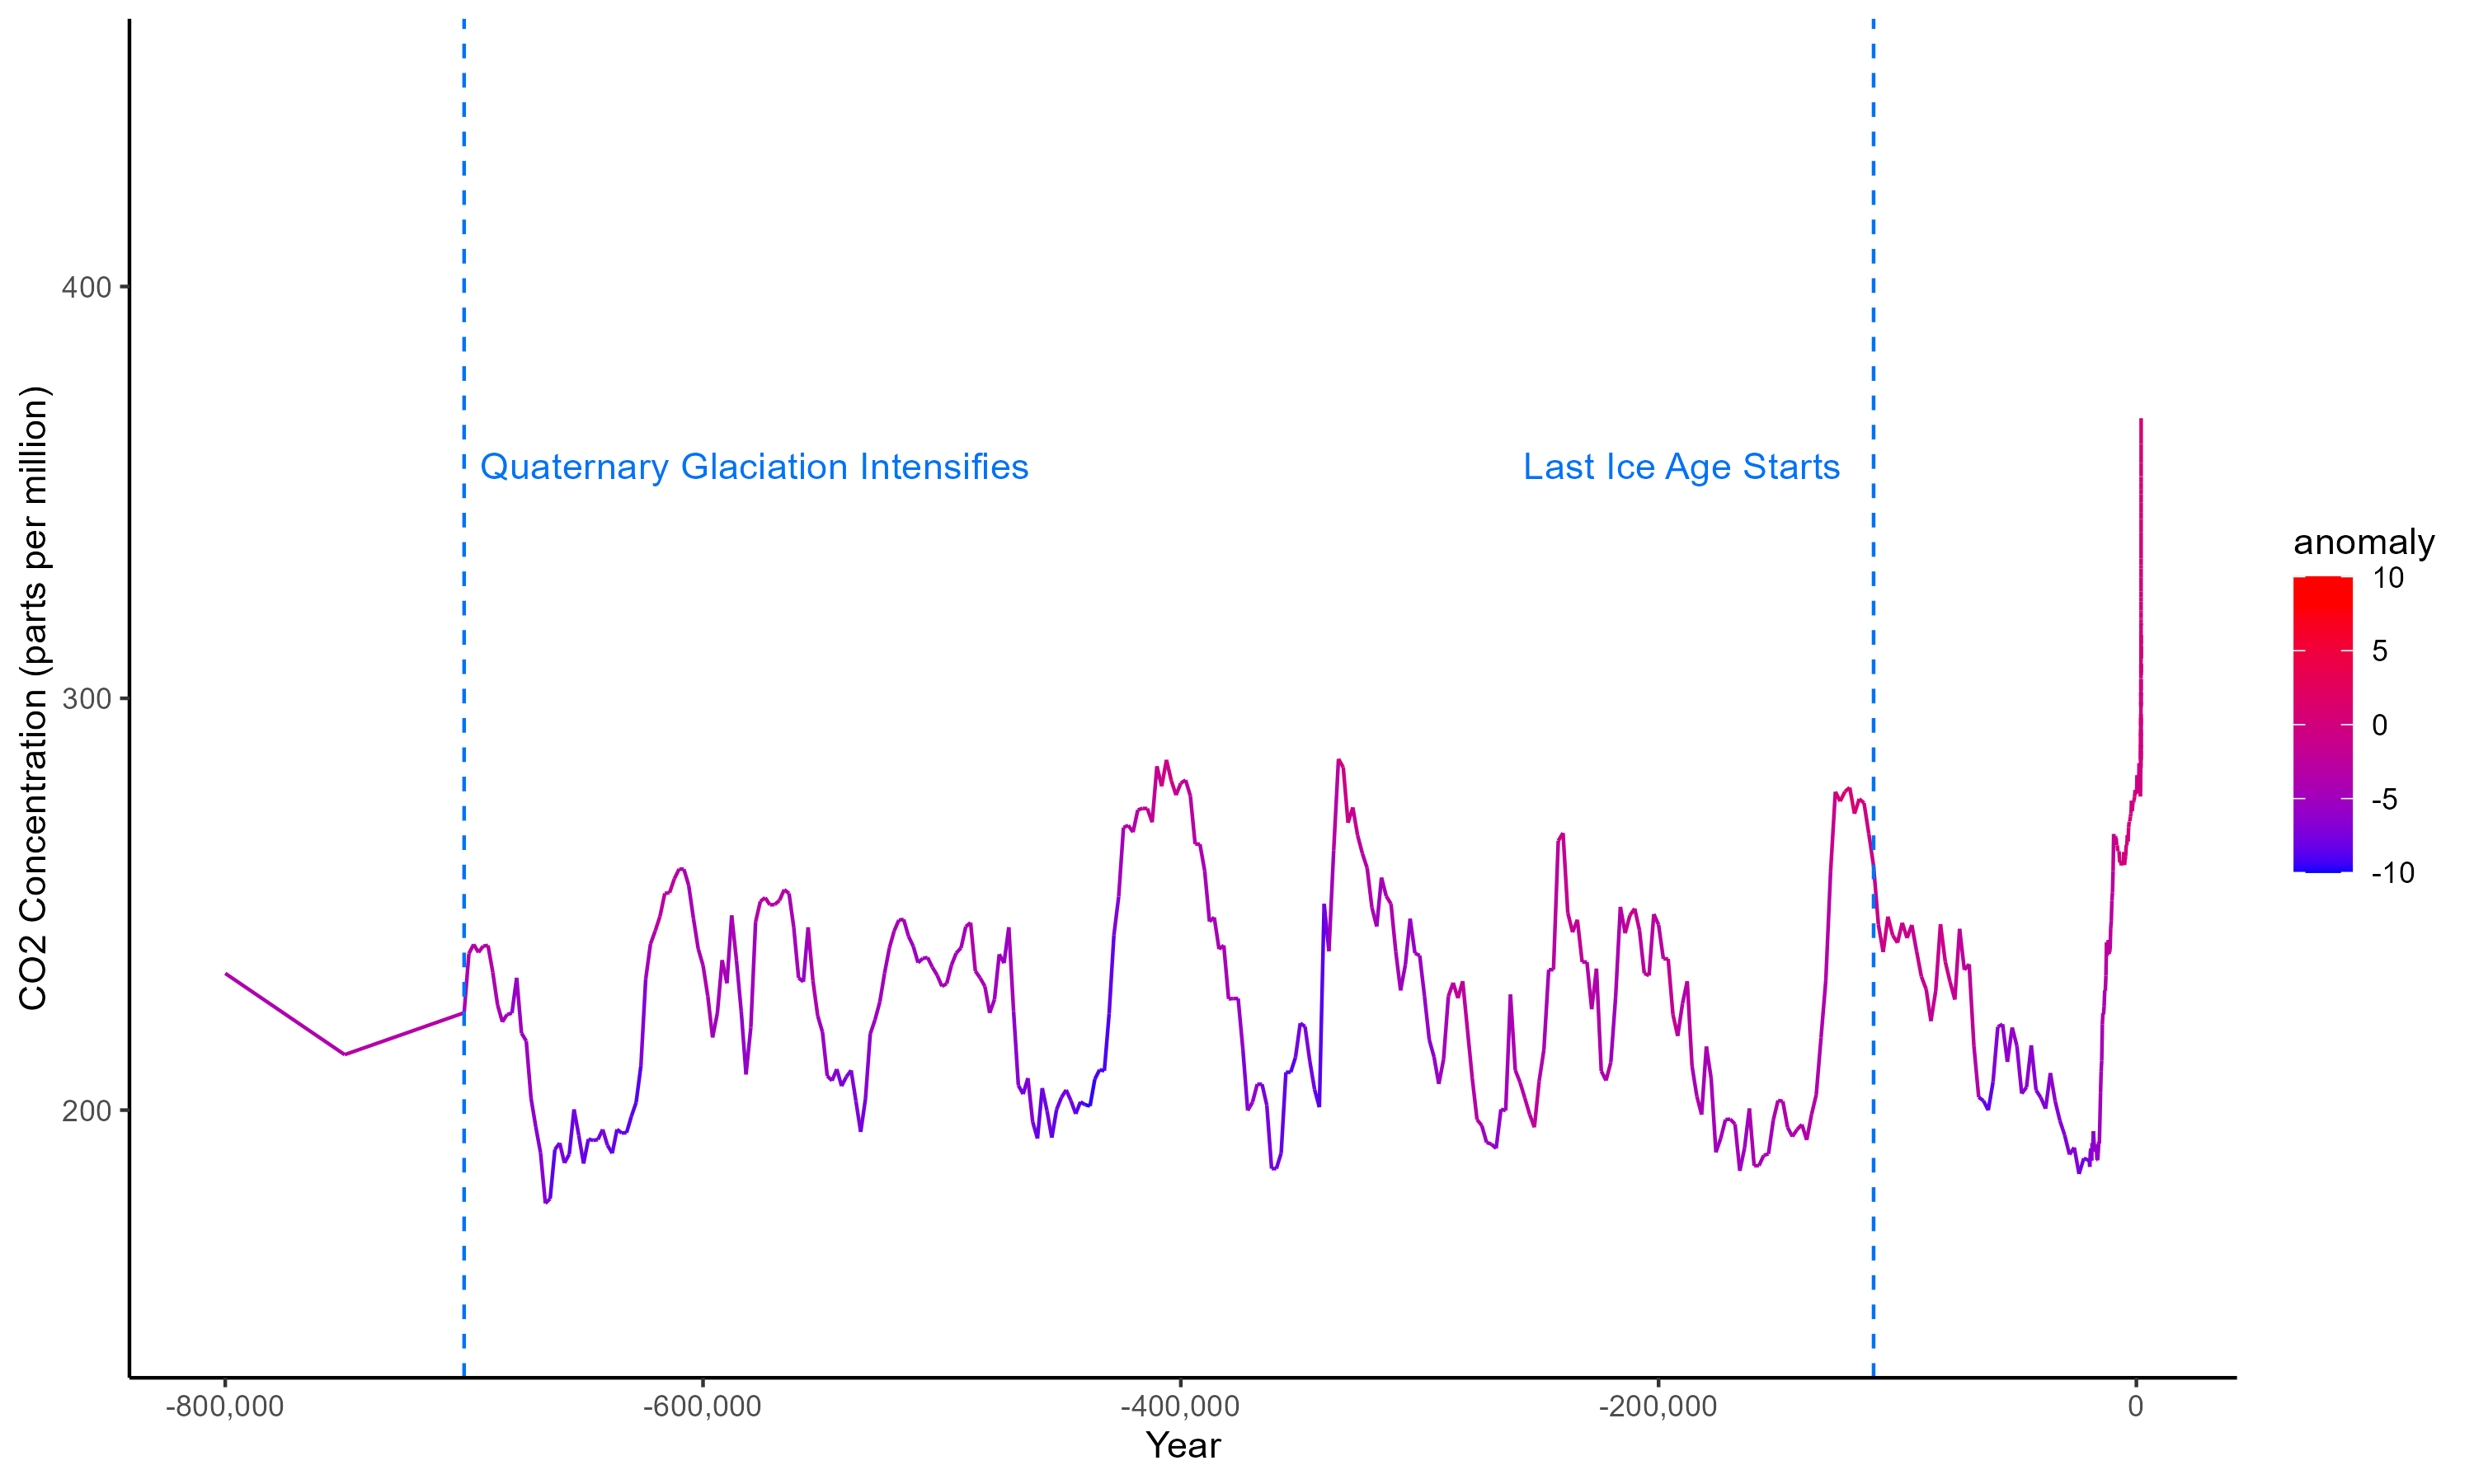 CO2 Concentration (parts per million)
400
300
200
Quaternary Glaciation Intensifies
Last Ice Age Starts
-800,000
-600,000
-400,000
-200,000
0
Year
anomaly
10
5
0
-5
-10